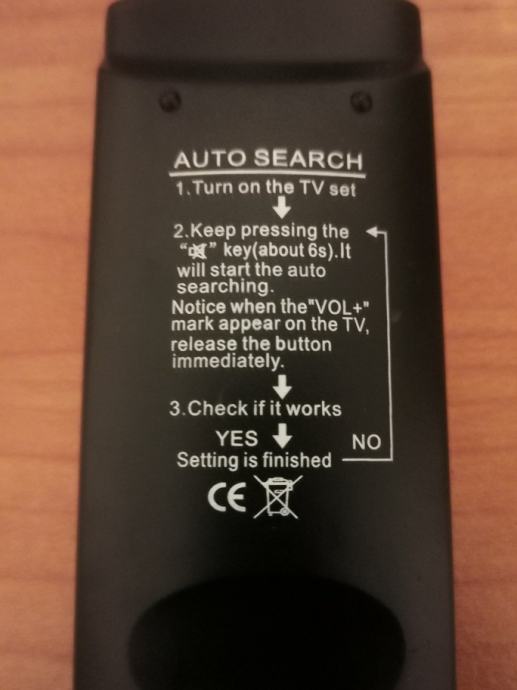 AUTO SEARCH
1.Turn on the TV set
2.Keep pressing the
“🔇” key(about 6s).It
will start the auto
searching.
Notice when the"VOL+"
mark appear on the TV,
release the button
immediately.
3.Check if it works
YES
NO
Setting is finished
CE